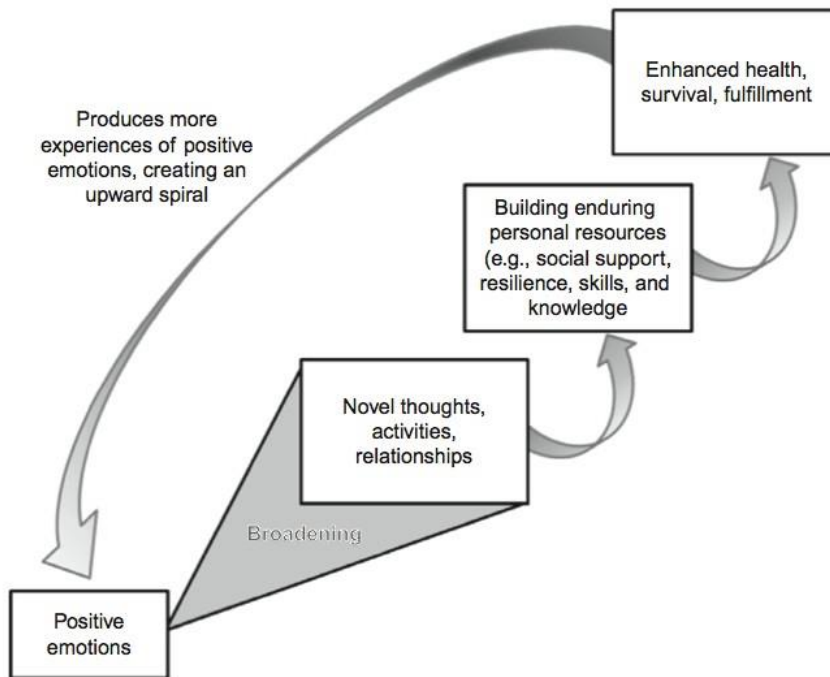 Enhanced health,
survival, fulfillment
Produces more
experiences of positive
emotions, creating an
upward spiral
Building enduring
personal resources
(e.g., social support,
resilience, skills, and
knowledge
Novel thoughts,
activities,
relationships
Broadening
Positive
emotions